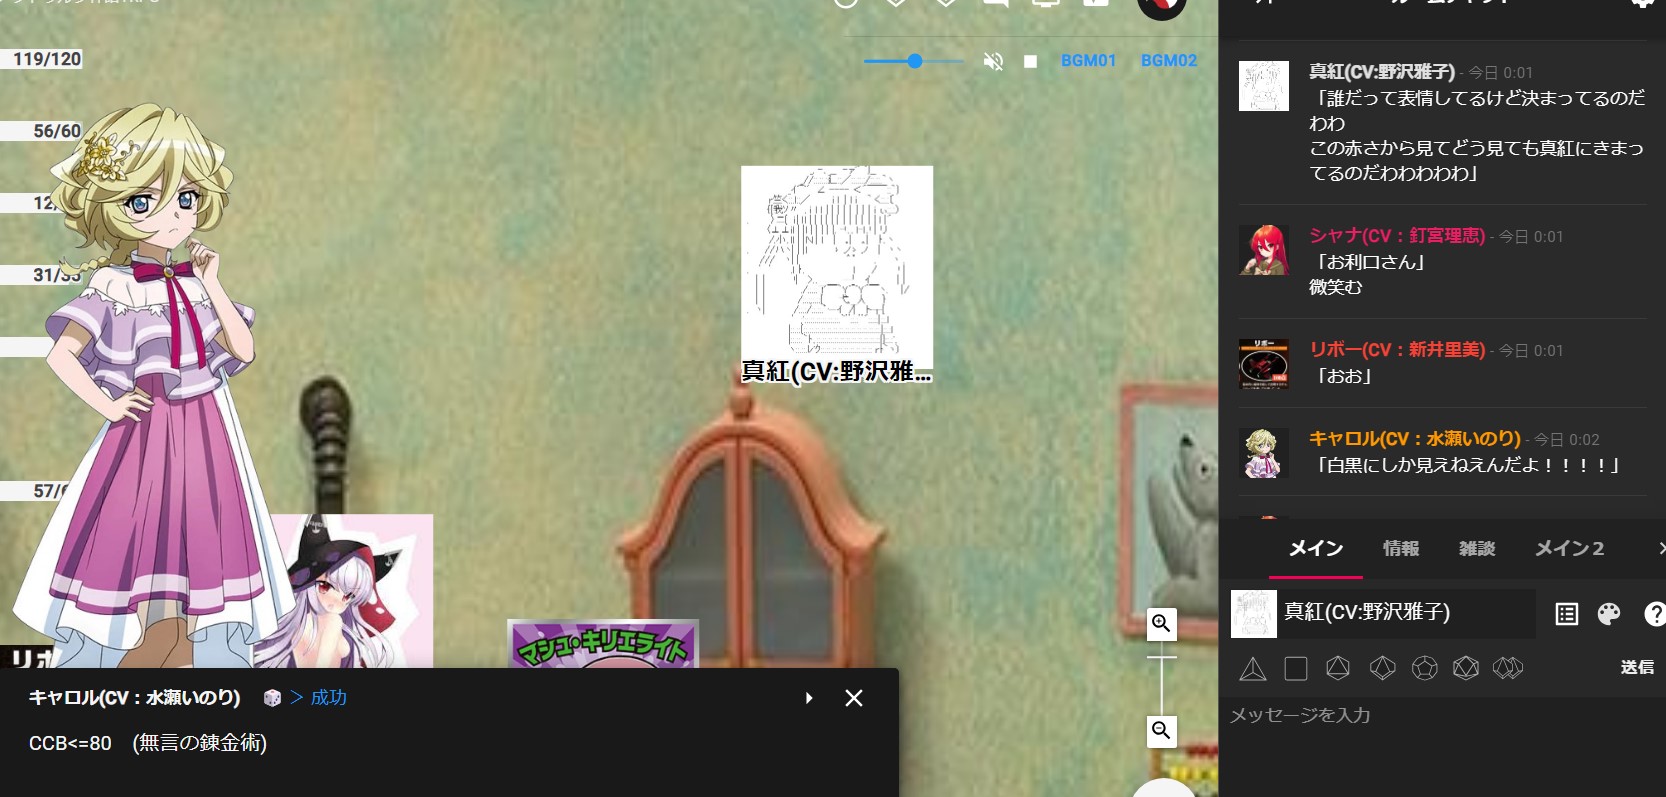 119/120
56/60
BGM01
BGM02
真紅(CV:野沢雅...
マシュ・キリエライト
キャロル(CV：水瀬いのり)
＞ 成功
CCB<=80 (無言の錬金術)
真紅(CV:野沢雅子) - 今日 0:01
「誰だって表情してるけど決まってるのだ
わわ
この赤さから見てどう見ても真紅にきまっ
てるのだわわわわわ」
シャナ(CV：釘宮理恵) - 今日 0:01
「お利口さん」
微笑む
リボー
リボー(CV：新井里美) - 今日 0:01
「おお」
キャロル(CV：水瀬いのり) - 今日 0:02
「白黒にしか見えねえんだよ！！！！」
メイン
情報
雑談
メイン２
真紅(CV:野沢雅子)
送信
メッセージを入力